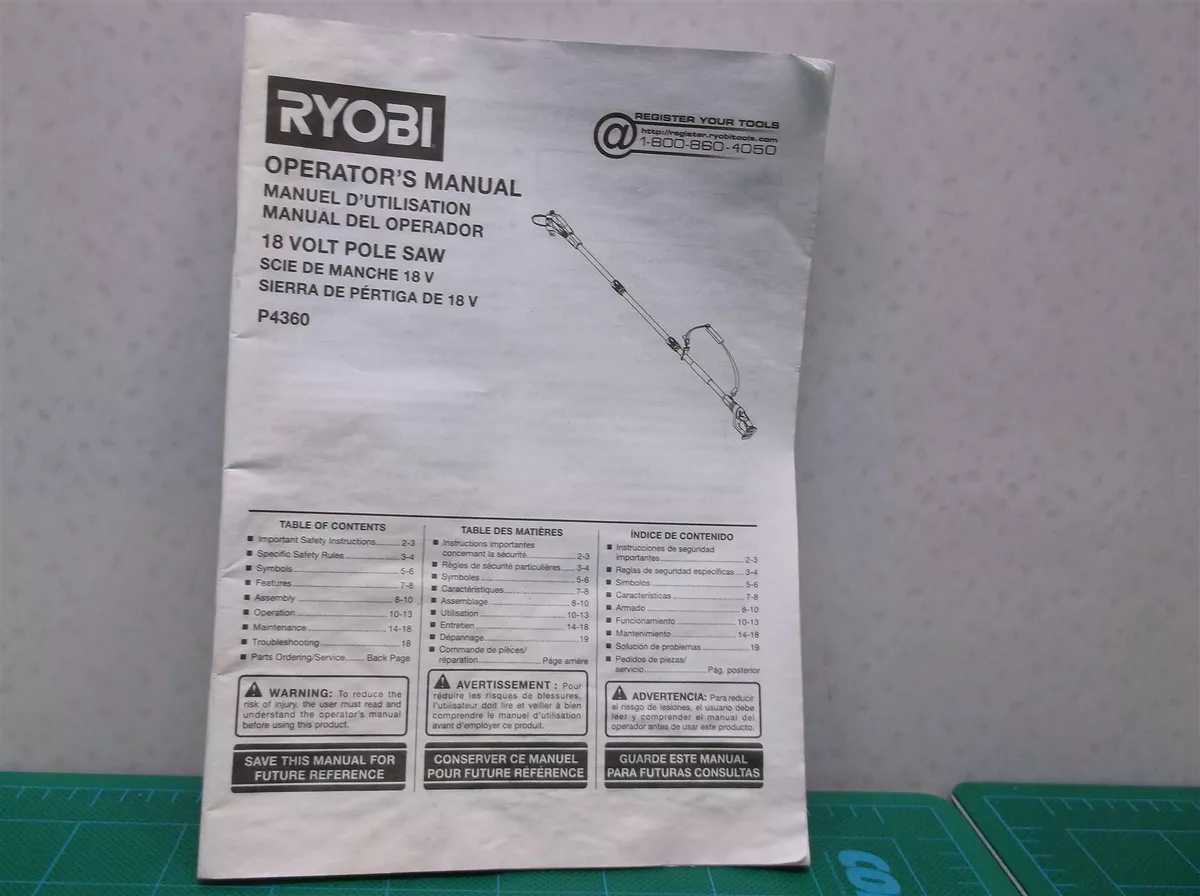 RYOBI
@ REGISTER YOUR TOOLS
http://register.ryobitools.com
1-800-860-4050
OPERATOR'S MANUAL
MANUEL D'UTILISATION
MANUAL DEL OPERADOR
18 VOLT POLE SAW
SCIE DE MANCHE 18 V
SIERRA DE PÉRTIGA DE 18 V
P4360
TABLE OF CONTENTS
■ Important Safety Instructions..........2-3
■ Specific Safety Rules....................3-4
■ Symbols....................5-6
■ Features....................7-8
■ Assembly....................8-10
■ Operation....................10-13
■ Maintenance....................14-18
■ Troubleshooting....................18
■ Parts Ordering/Service....... Back Page
WARNING: To reduce the
risk of injury, the user must read and
understand the operator's manual
before using this product.
SAVE THIS MANUAL FOR
FUTURE REFERENCE
TABLE DES MATIÈRES
■ Instructions importantes
concernant la sécurité....................2-3
■ Règles de sécurité particulières.....3-4
■ Symboles....................5-6
■ Caractéristiques....................7-8
■ Assemblage....................8-10
■ Utilisation....................10-13
■ Entretien....................14-18
■ Dépannage....................19
■ Commande de pièces/
réparation....................Page arrière
AVERTISSEMENT : Pour
réduire les risques de blessures,
l'utilisateur doit lire et veiller à bien
comprendre le manuel d'utilisation
avant d'employer ce produit.
CONSERVER CE MANUEL
POUR FUTURE RÉFÉRENCE
ÍNDICE DE CONTENIDO
■ Instrucciones de seguridad
importantes....................2-3
■ Reglas de seguridad específicas....3-4
■ Símbolos....................5-6
■ Características....................7-8
■ Armado....................8-10
■ Funcionamiento....................10-13
■ Mantenimiento....................14-18
■ Solución de problemas....................19
■ Pedidos de piezas/
servicio....................Pág. posterior
ADVERTENCIA: Para reducir
el riesgo de lesiones, el usuario debe
leer y comprender el manual del
operador antes de usar este producto.
GUARDE ESTE MANUAL
PARA FUTURAS CONSULTAS
8